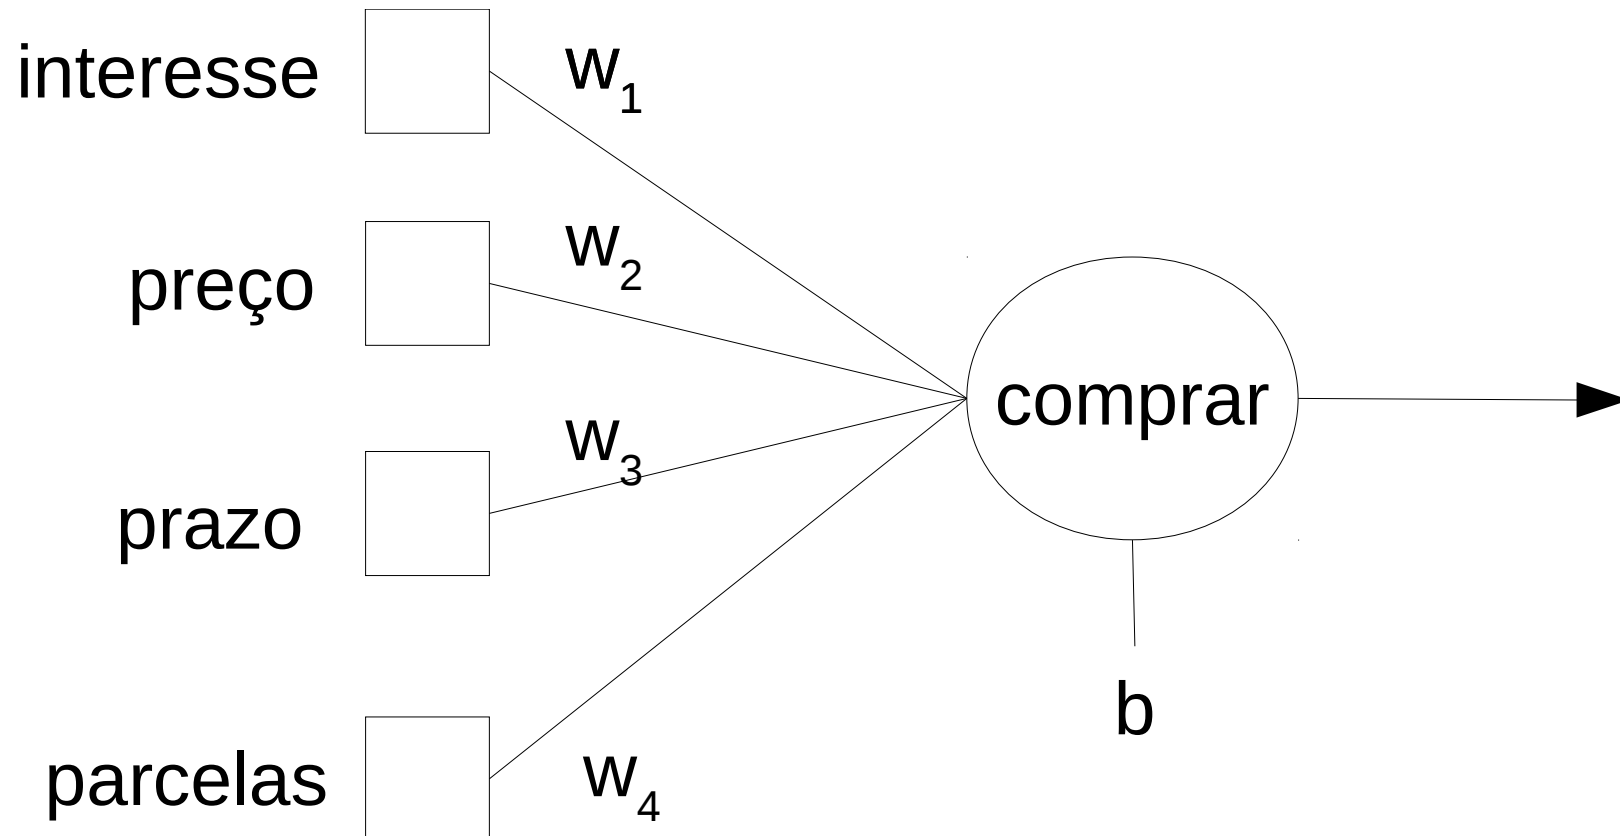 interesse
w1
preço
w2
comprar
prazo
w3
b
parcelas
w4